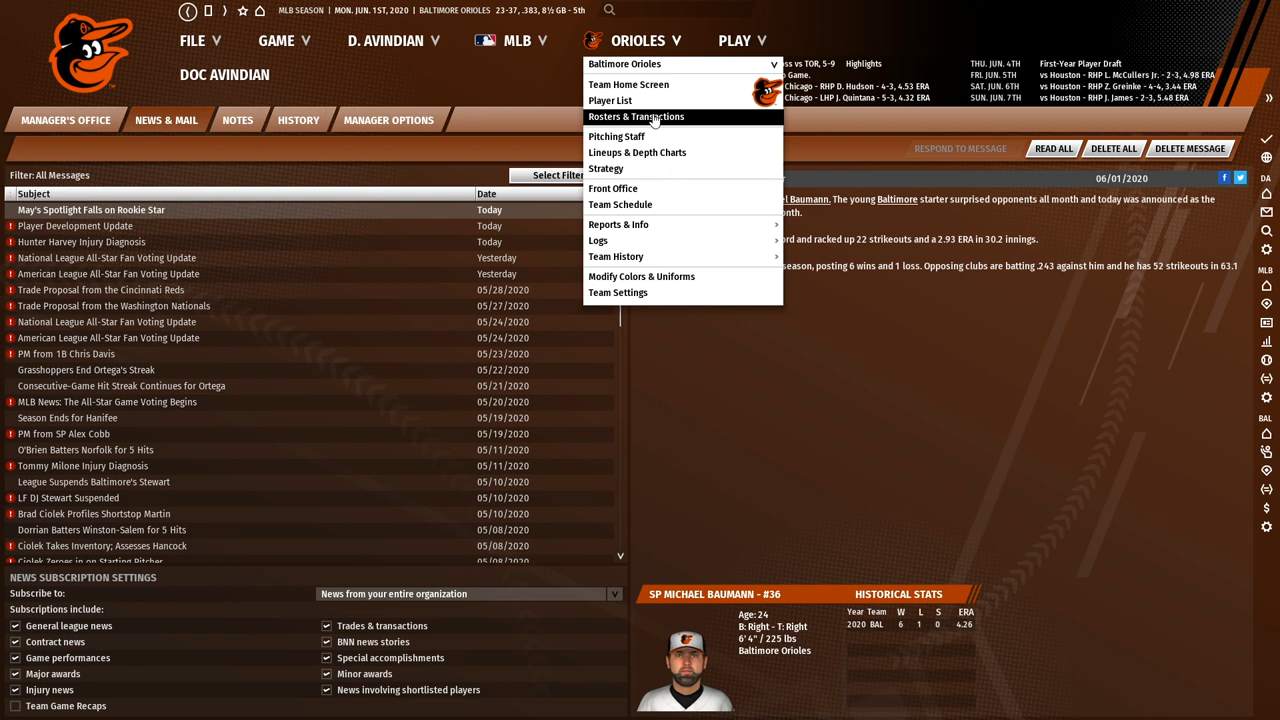 MLB SEASON | MON. JUN. 1ST, 2020 | BALTIMORE ORIOLES 23-37, .383, 8½ GB - 5th
FILE GAME D. AVINDIAN MLB ORIOLES PLAY
DOC AVINDIAN
Baltimore Orioles
Team Home Screen
Player List
Rosters & Transactions
Pitching Staff
Lineups & Depth Charts
Strategy
Front Office
Team Schedule
Reports & Info
Logs
Team History
Modify Colors & Uniforms
Team Settings
ss vs TOR, 5-9 Highlights
Game.
Chicago - RHP D. Hudson - 4-3, 4.53 ERA
Chicago - LHP J. Quintana - 5-3, 4.32 ERA
THU. JUN. 4TH First-Year Player Draft
FRI. JUN. 5TH vs Houston - RHP L. McCullers Jr. - 2-3, 4.98 ERA
SAT. JUN. 6TH vs Houston - RHP Z. Greinke - 4-4, 3.44 ERA
SUN. JUN. 7TH vs Houston - RHP J. James - 2-3, 5.48 ERA
MANAGER'S OFFICE NEWS & MAIL NOTES HISTORY MANAGER OPTIONS
RESPOND TO MESSAGE READ ALL DELETE ALL DELETE MESSAGE
Filter: All Messages Select Filter
Subject Date
May's Spotlight Falls on Rookie Star Today
Player Development Update Today
Hunter Harvey Injury Diagnosis Today
National League All-Star Fan Voting Update Yesterday
American League All-Star Fan Voting Update Yesterday
Trade Proposal from the Cincinnati Reds 05/28/2020
Trade Proposal from the Washington Nationals 05/27/2020
National League All-Star Fan Voting Update 05/24/2020
American League All-Star Fan Voting Update 05/24/2020
PM from 1B Chris Davis 05/23/2020
Grasshoppers End Ortega's Streak 05/22/2020
Consecutive-Game Hit Streak Continues for Ortega 05/21/2020
MLB News: The All-Star Game Voting Begins 05/20/2020
Season Ends for Hanifee 05/19/2020
PM from SP Alex Cobb 05/19/2020
O'Brien Batters Norfolk for 5 Hits 05/11/2020
Tommy Milone Injury Diagnosis 05/11/2020
League Suspends Baltimore's Stewart 05/10/2020
LF DJ Stewart Suspended 05/10/2020
Brad Ciolek Profiles Shortstop Martin 05/10/2020
Dorrian Batters Winston-Salem for 5 Hits 05/08/2020
Ciolek Takes Inventory; Assesses Hancock 05/08/2020
Ciolek Zeroes in on Starting Pitcher 05/08/2020
06/01/2020
el Baumann. The young Baltimore starter surprised opponents all month and today was announced as the
onth.
ord and racked up 22 strikeouts and a 2.93 ERA in 30.2 innings.
season, posting 6 wins and 1 loss. Opposing clubs are batting .243 against him and he has 52 strikeouts in 63.1
DA
MLB
BAL
NEWS SUBSCRIPTION SETTINGS
Subscribe to: News from your entire organization
Subscriptions include:
General league news Trades & transactions
Contract news BNN news stories
Game performances Special accomplishments
Major awards Minor awards
Injury news News involving shortlisted players
Team Game Recaps
SP MICHAEL BAUMANN - #36 HISTORICAL STATS
Age: 24
B: Right - T: Right
6' 4" / 225 lbs
Baltimore Orioles
Year Team W L S ERA
2020 BAL 6 1 0 4.26